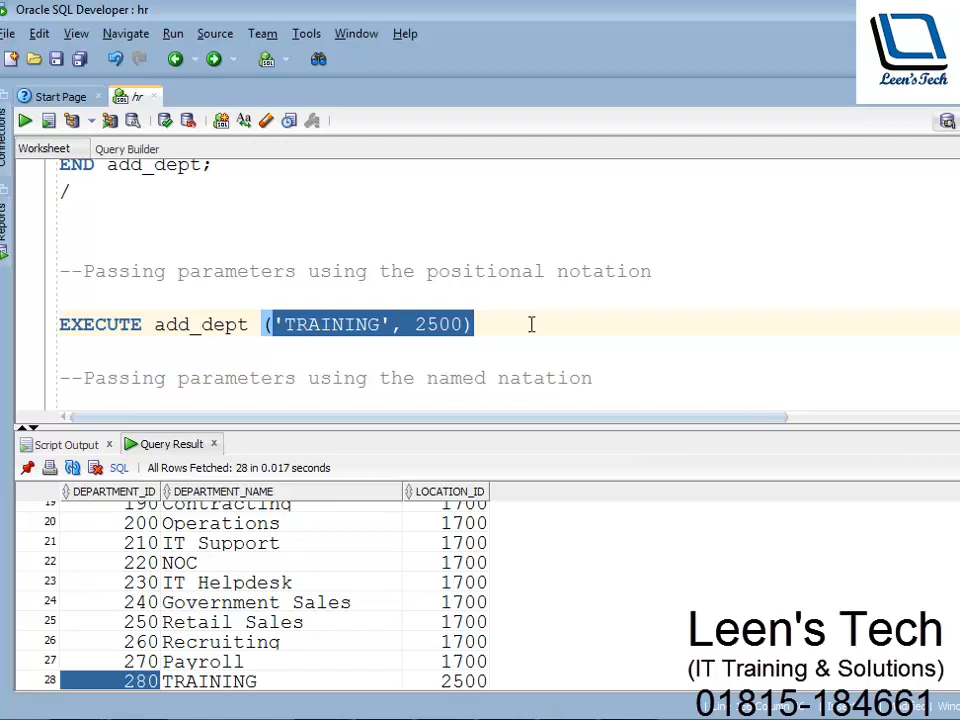 Oracle SQL Developer : hr
File Edit View Navigate Run Source Team Tools Window Help
Leen'sTech
Start Page hr
Connections
Reports
Worksheet Query Builder
END add_dept;
/
--Passing parameters using the positional notation
EXECUTE add_dept ('TRAINING', 2500)
--Passing parameters using the named natation
Script Output Query Result
SQL All Rows Fetched: 28 in 0.017 seconds
DEPARTMENT_ID DEPARTMENT_NAME LOCATION_ID
19 190 Contracting 1700
20 200 Operations 1700
21 210 IT Support 1700
22 220 NOC 1700
23 230 IT Helpdesk 1700
24 240 Government Sales 1700
25 250 Retail Sales 1700
26 260 Recruiting 1700
27 270 Payroll 1700
28 280 TRAINING 2500
Leen's Tech
(IT Training & Solutions)
01815-184661